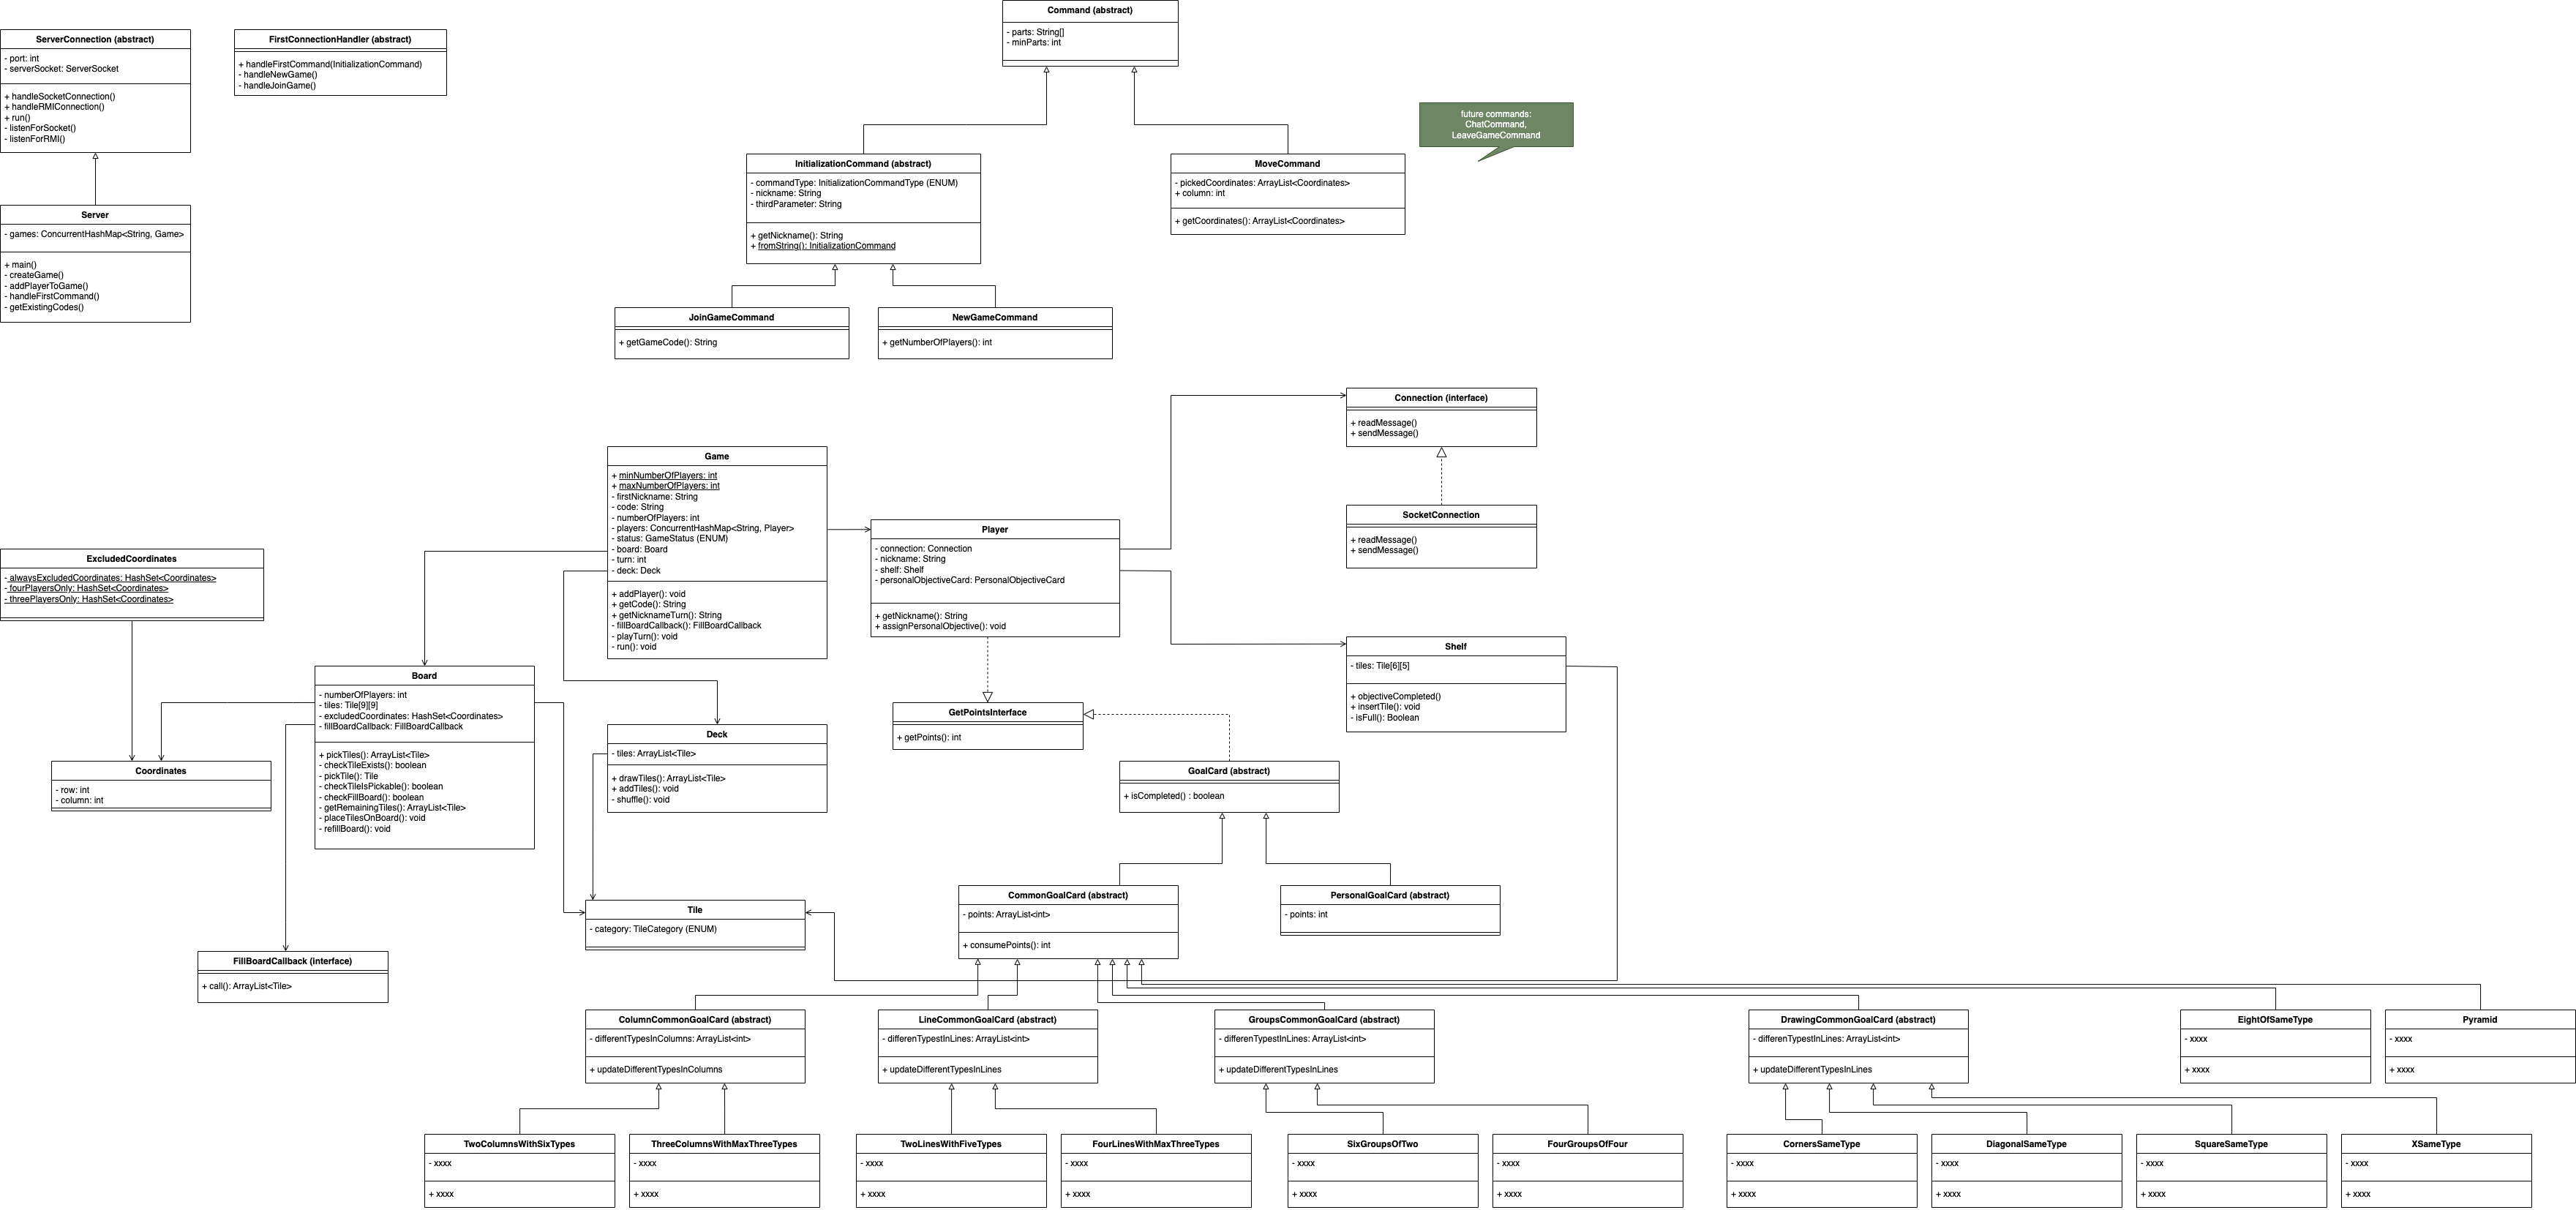 Command (abstract)
- parts: String[]
- minParts: int
ServerConnection (abstract)
- port: int
- serverSocket: ServerSocket
+ handleSocketConnection()
+ handleRMIConnection()
+ run()
- listenForSocket()
- listenForRMI()
FirstConnectionHandler (abstract)
+ handleFirstCommand(InitializationCommand)
- handleNewGame()
- handleJoinGame()
future commands:
ChatCommand,
LeaveGameCommand
InitializationCommand (abstract)
- commandType: InitializationCommandType (ENUM)
- nickname: String
- thirdParameter: String
+ getNickname(): String
+ fromString(): InitializationCommand
MoveCommand
- pickedCoordinates: ArrayList<Coordinates>
+ column: int
+ getCoordinates(): ArrayList<Coordinates>
Server
- games: ConcurrentHashMap<String, Game>
+ main()
- createGame()
- addPlayerToGame()
- handleFirstCommand()
- getExistingCodes()
JoinGameCommand
+ getGameCode(): String
NewGameCommand
+ getNumberOfPlayers(): int
Connection (interface)
+ readMessage()
+ sendMessage()
Game
+ minNumberOfPlayers: int
+ maxNumberOfPlayers: int
- firstNickname: String
- code: String
- numberOfPlayers: int
- players: ConcurrentHashMap<String, Player>
- status: GameStatus (ENUM)
- board: Board
- turn: int
- deck: Deck
+ addPlayer(): void
+ getCode(): String
+ getNicknameTurn(): String
- fillBoardCallback(): FillBoardCallback
- playTurn(): void
- run(): void
SocketConnection
+ readMessage()
+ sendMessage()
Player
- connection: Connection
- nickname: String
- shelf: Shelf
- personalObjectiveCard: PersonalObjectiveCard
+ getNickname(): String
+ assignPersonalObjective(): void
ExcludedCoordinates
- alwaysExcludedCoordinates: HashSet<Coordinates>
- fourPlayersOnly: HashSet<Coordinates>
- threePlayersOnly: HashSet<Coordinates>
Shelf
- tiles: Tile[6][5]
+ objectiveCompleted()
+ insertTile(): void
- isFull(): Boolean
Board
- numberOfPlayers: int
- tiles: Tile[9][9]
- excludedCoordinates: HashSet<Coordinates>
- fillBoardCallback: FillBoardCallback
+ pickTiles(): ArrayList<Tile>
- checkTileExists(): boolean
- pickTile(): Tile
- checkTileIsPickable(): boolean
- checkFillBoard(): boolean
- getRemainingTiles(): ArrayList<Tile>
- placeTilesOnBoard(): void
- refillBoard(): void
GetPointsInterface
+ getPoints(): int
Deck
- tiles: ArrayList<Tile>
+ drawTiles(): ArrayList<Tile>
+ addTiles(): void
- shuffle(): void
Coordinates
- row: int
- column: int
GoalCard (abstract)
+ isCompleted() : boolean
CommonGoalCard (abstract)
- points: ArrayList<int>
+ consumePoints(): int
PersonalGoalCard (abstract)
- points: int
Tile
- category: TileCategory (ENUM)
FillBoardCallback (interface)
+ call(): ArrayList<Tile>
ColumnCommonGoalCard (abstract)
- differentTypesInColumns: ArrayList<int>
+ updateDifferentTypesInColumns
LineCommonGoalCard (abstract)
- differenTypestInLines: ArrayList<int>
+ updateDifferentTypesInLines
GroupsCommonGoalCard (abstract)
- differenTypestInLines: ArrayList<int>
+ updateDifferentTypesInLines
DrawingCommonGoalCard (abstract)
- differenTypestInLines: ArrayList<int>
+ updateDifferentTypesInLines
EightOfSameType
- xxxx
+ xxxx
Pyramid
- xxxx
+ xxxx
TwoColumnsWithSixTypes
- xxxx
+ xxxx
ThreeColumnsWithMaxThreeTypes
- xxxx
+ xxxx
TwoLinesWithFiveTypes
- xxxx
+ xxxx
FourLinesWithMaxThreeTypes
- xxxx
+ xxxx
SixGroupsOfTwo
- xxxx
+ xxxx
FourGroupsOfFour
- xxxx
+ xxxx
CornersSameType
- xxxx
+ xxxx
DiagonalSameType
- xxxx
+ xxxx
SquareSameType
- xxxx
+ xxxx
XSameType
- xxxx
+ xxxx